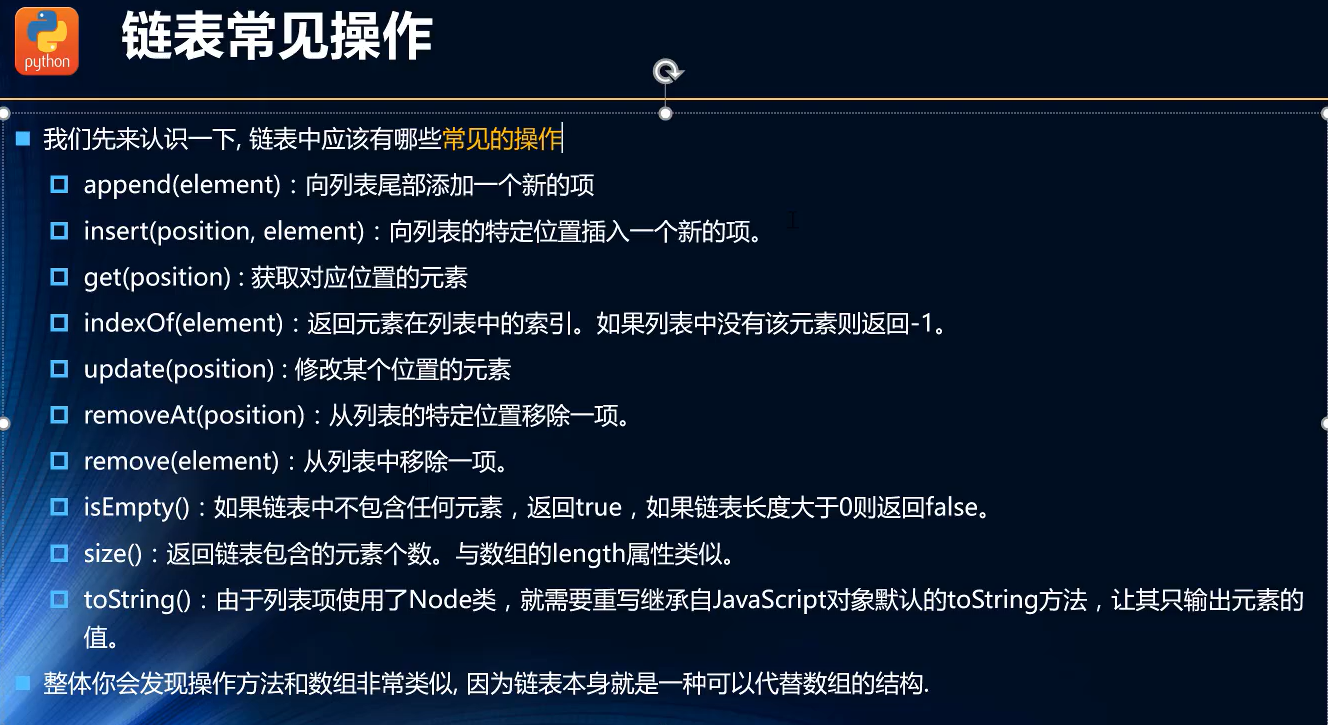 python
链表常见操作
我们先来认识一下, 链表中应该有哪些常见的操作
append(element)：向列表尾部添加一个新的项
insert(position, element)：向列表的特定位置插入一个新的项。
get(position) : 获取对应位置的元素
indexOf(element)：返回元素在列表中的索引。如果列表中没有该元素则返回-1。
update(position) : 修改某个位置的元素
removeAt(position)：从列表的特定位置移除一项。
remove(element)：从列表中移除一项。
isEmpty()：如果链表中不包含任何元素，返回true，如果链表长度大于0则返回false。
size()：返回链表包含的元素个数。与数组的length属性类似。
toString()：由于列表项使用了Node类，就需要重写继承自JavaScript对象默认的toString方法，让其只输出元素的
值。
整体你会发现操作方法和数组非常类似, 因为链表本身就是一种可以代替数组的结构.